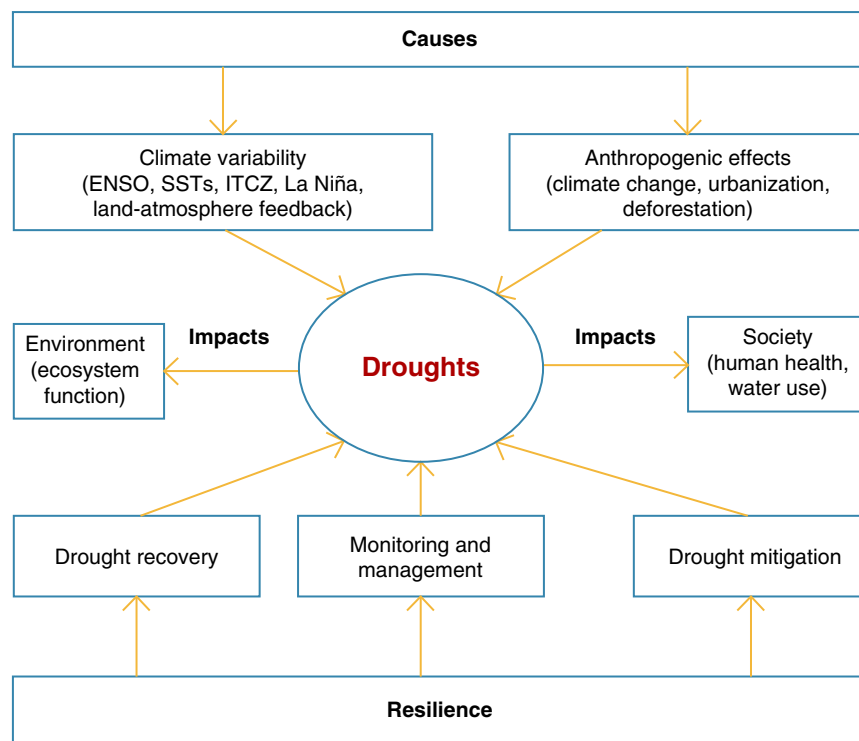 Causes
Climate variability
(ENSO, SSTs, ITCZ, La Niña,
land-atmosphere feedback)
Anthropogenic effects
(climate change, urbanization,
deforestation)
Environment
(ecosystem
function)
Impacts
Droughts
Impacts
Society
(human health,
water use)
Drought recovery
Monitoring and
management
Drought mitigation
Resilience